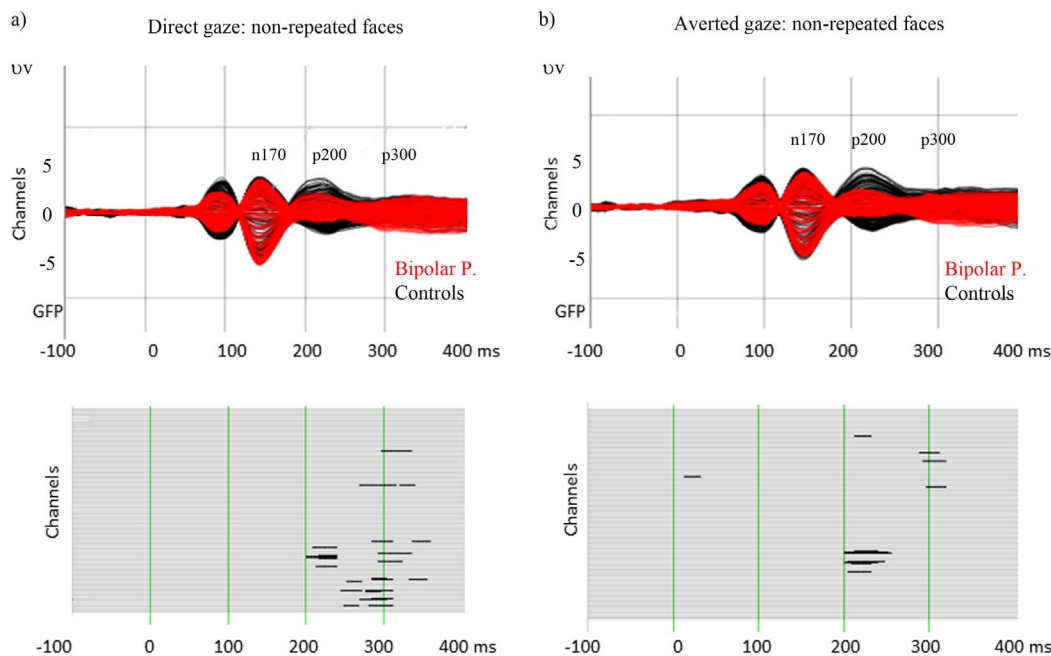 a)
Direct gaze: non-repeated faces
UV
n170 p200 p300
5
Channels
0
-5
Bipolar P.
Controls
GFP
-100 0 100 200 300 400 ms
Channels
-100 0 100 200 300 400 ms
b)
Averted gaze: non-repeated faces
UV
n170 p200 p300
5
Channels
0
-5
Bipolar P.
Controls
GFP
-100 0 100 200 300 400 ms
Channels
-100 0 100 200 300 400 ms